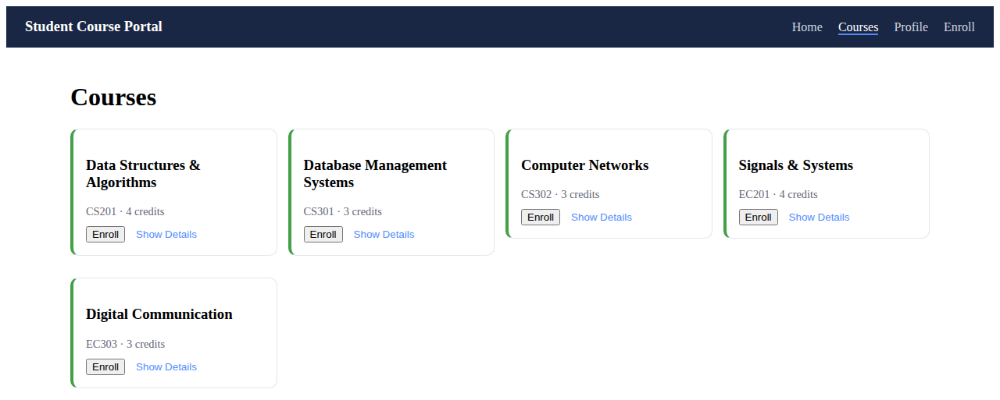 Student Course Portal
Home Courses Profile Enroll
Courses
Data Structures &
Algorithms
CS201 · 4 credits
Enroll Show Details
Database Management
Systems
CS301 · 3 credits
Enroll Show Details
Computer Networks
CS302 · 3 credits
Enroll Show Details
Signals & Systems
EC201 · 4 credits
Enroll Show Details
Digital Communication
EC303 · 3 credits
Enroll Show Details